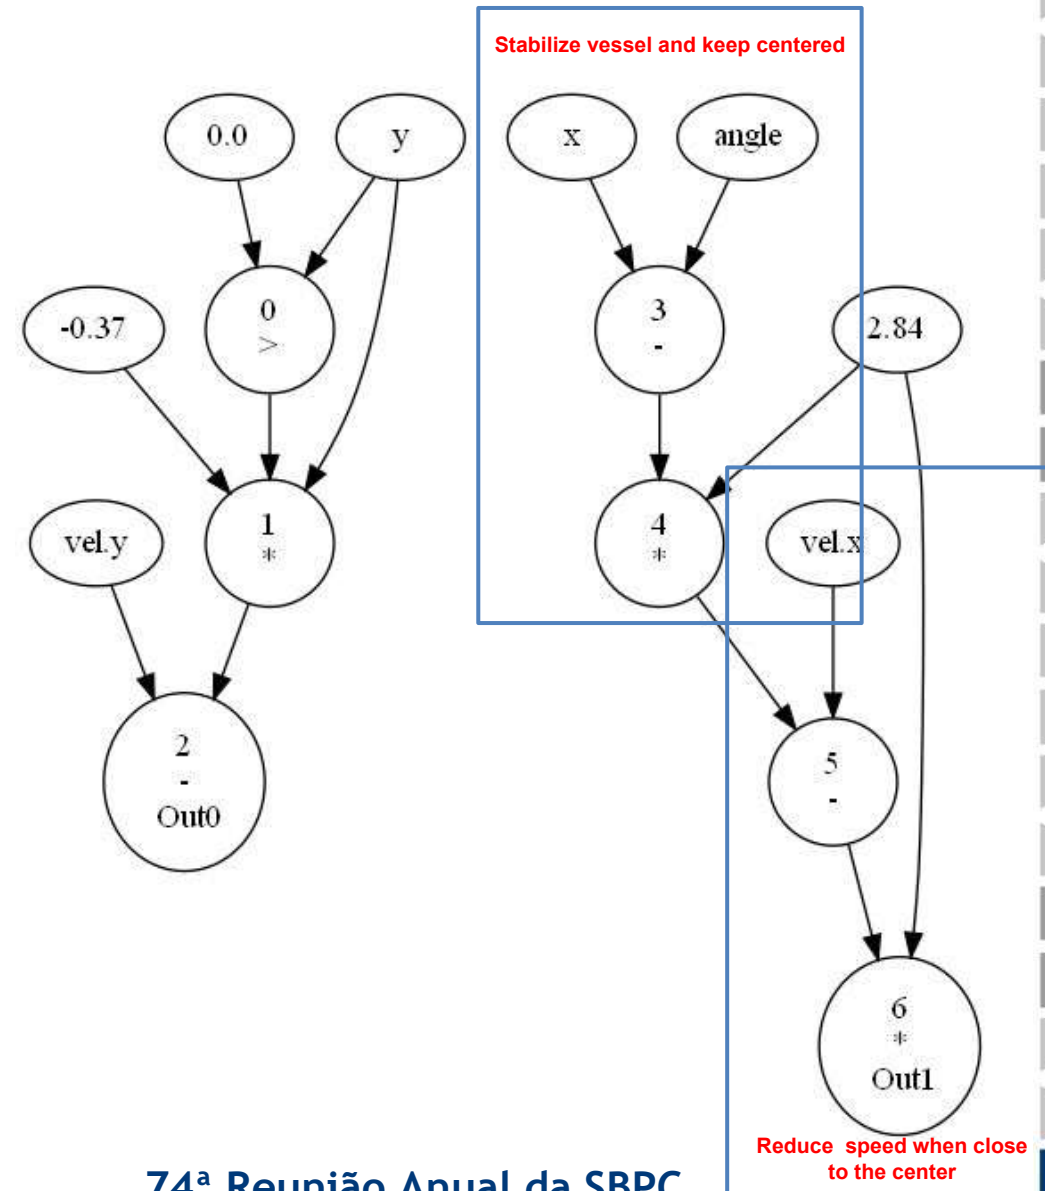 Stabilize vessel and keep centered
0.0
y
x
angle
-0.37
0
>
3
-
2.84
vel.y
1
*
4
*
vel.x
2
-
Out0
5
-
6
*
Out1
Reduce speed when close
to the center
74ª Reunião Anual da SBPC